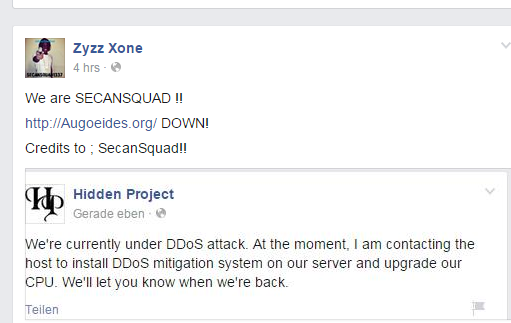 Zyzz Xone
4 hrs ·
We are SECANSQUAD !!
http://Augoeides.org/ DOWN!
Credits to ; SecanSquad!!
SECANSQUAD1337
Hp
Hidden Project
Gerade eben ·
We're currently under DDoS attack. At the moment, I am contacting the
host to install DDoS mitigation system on our server and upgrade our
CPU. We'll let you know when we're back.
Teilen